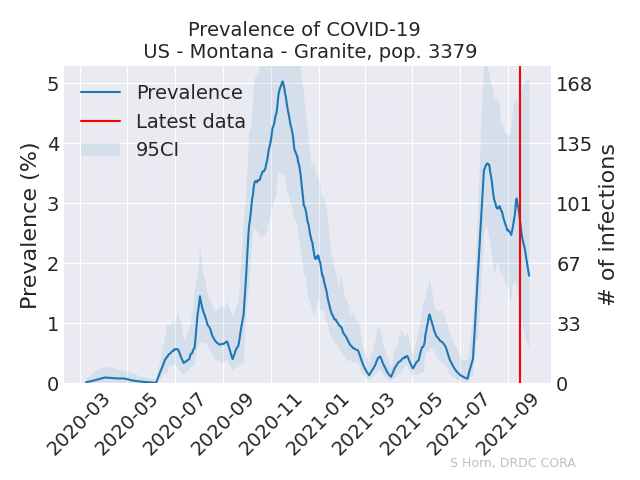 Prevalence of COVID-19
US - Montana - Granite, pop. 3379
Prevalence
Latest data
95CI
Prevalence (%)
5
4
3
2
1
0
168
135
101
67
33
0
# of infections
2020-03
2020-05
2020-07
2020-09
2020-11
2021-01
2021-03
2021-05
2021-07
2021-09
S Horn, DRDC CORA